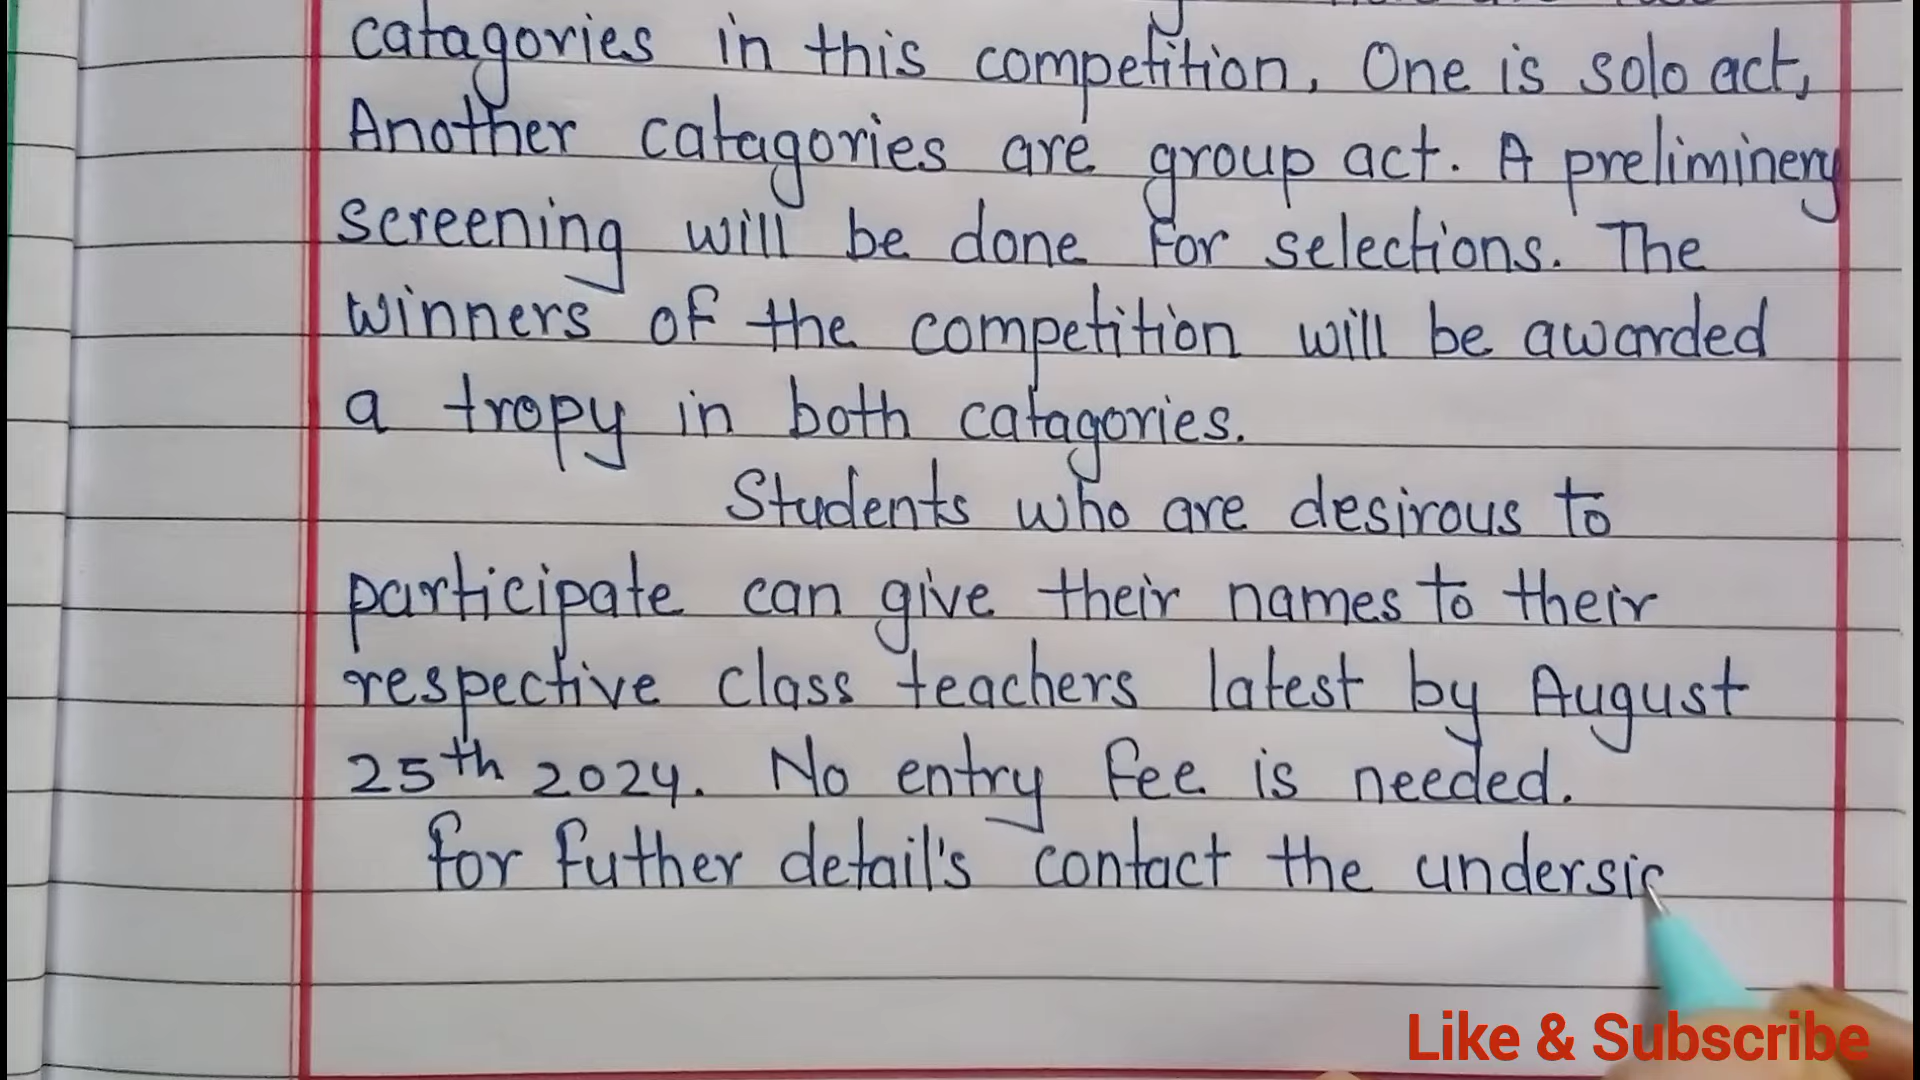 catagories in this competition, One is solo act,
Another catagories are group act. A preliminery
screening will be done for selections. The
winners of the competition will be awarded
a tropy in both catagories.
Students who are desirous to
participate can give their names to their
respective class teachers latest by August
25th 2024. No entry fee is needed.
for futher detail's contact the undersig
Like & Subscribe